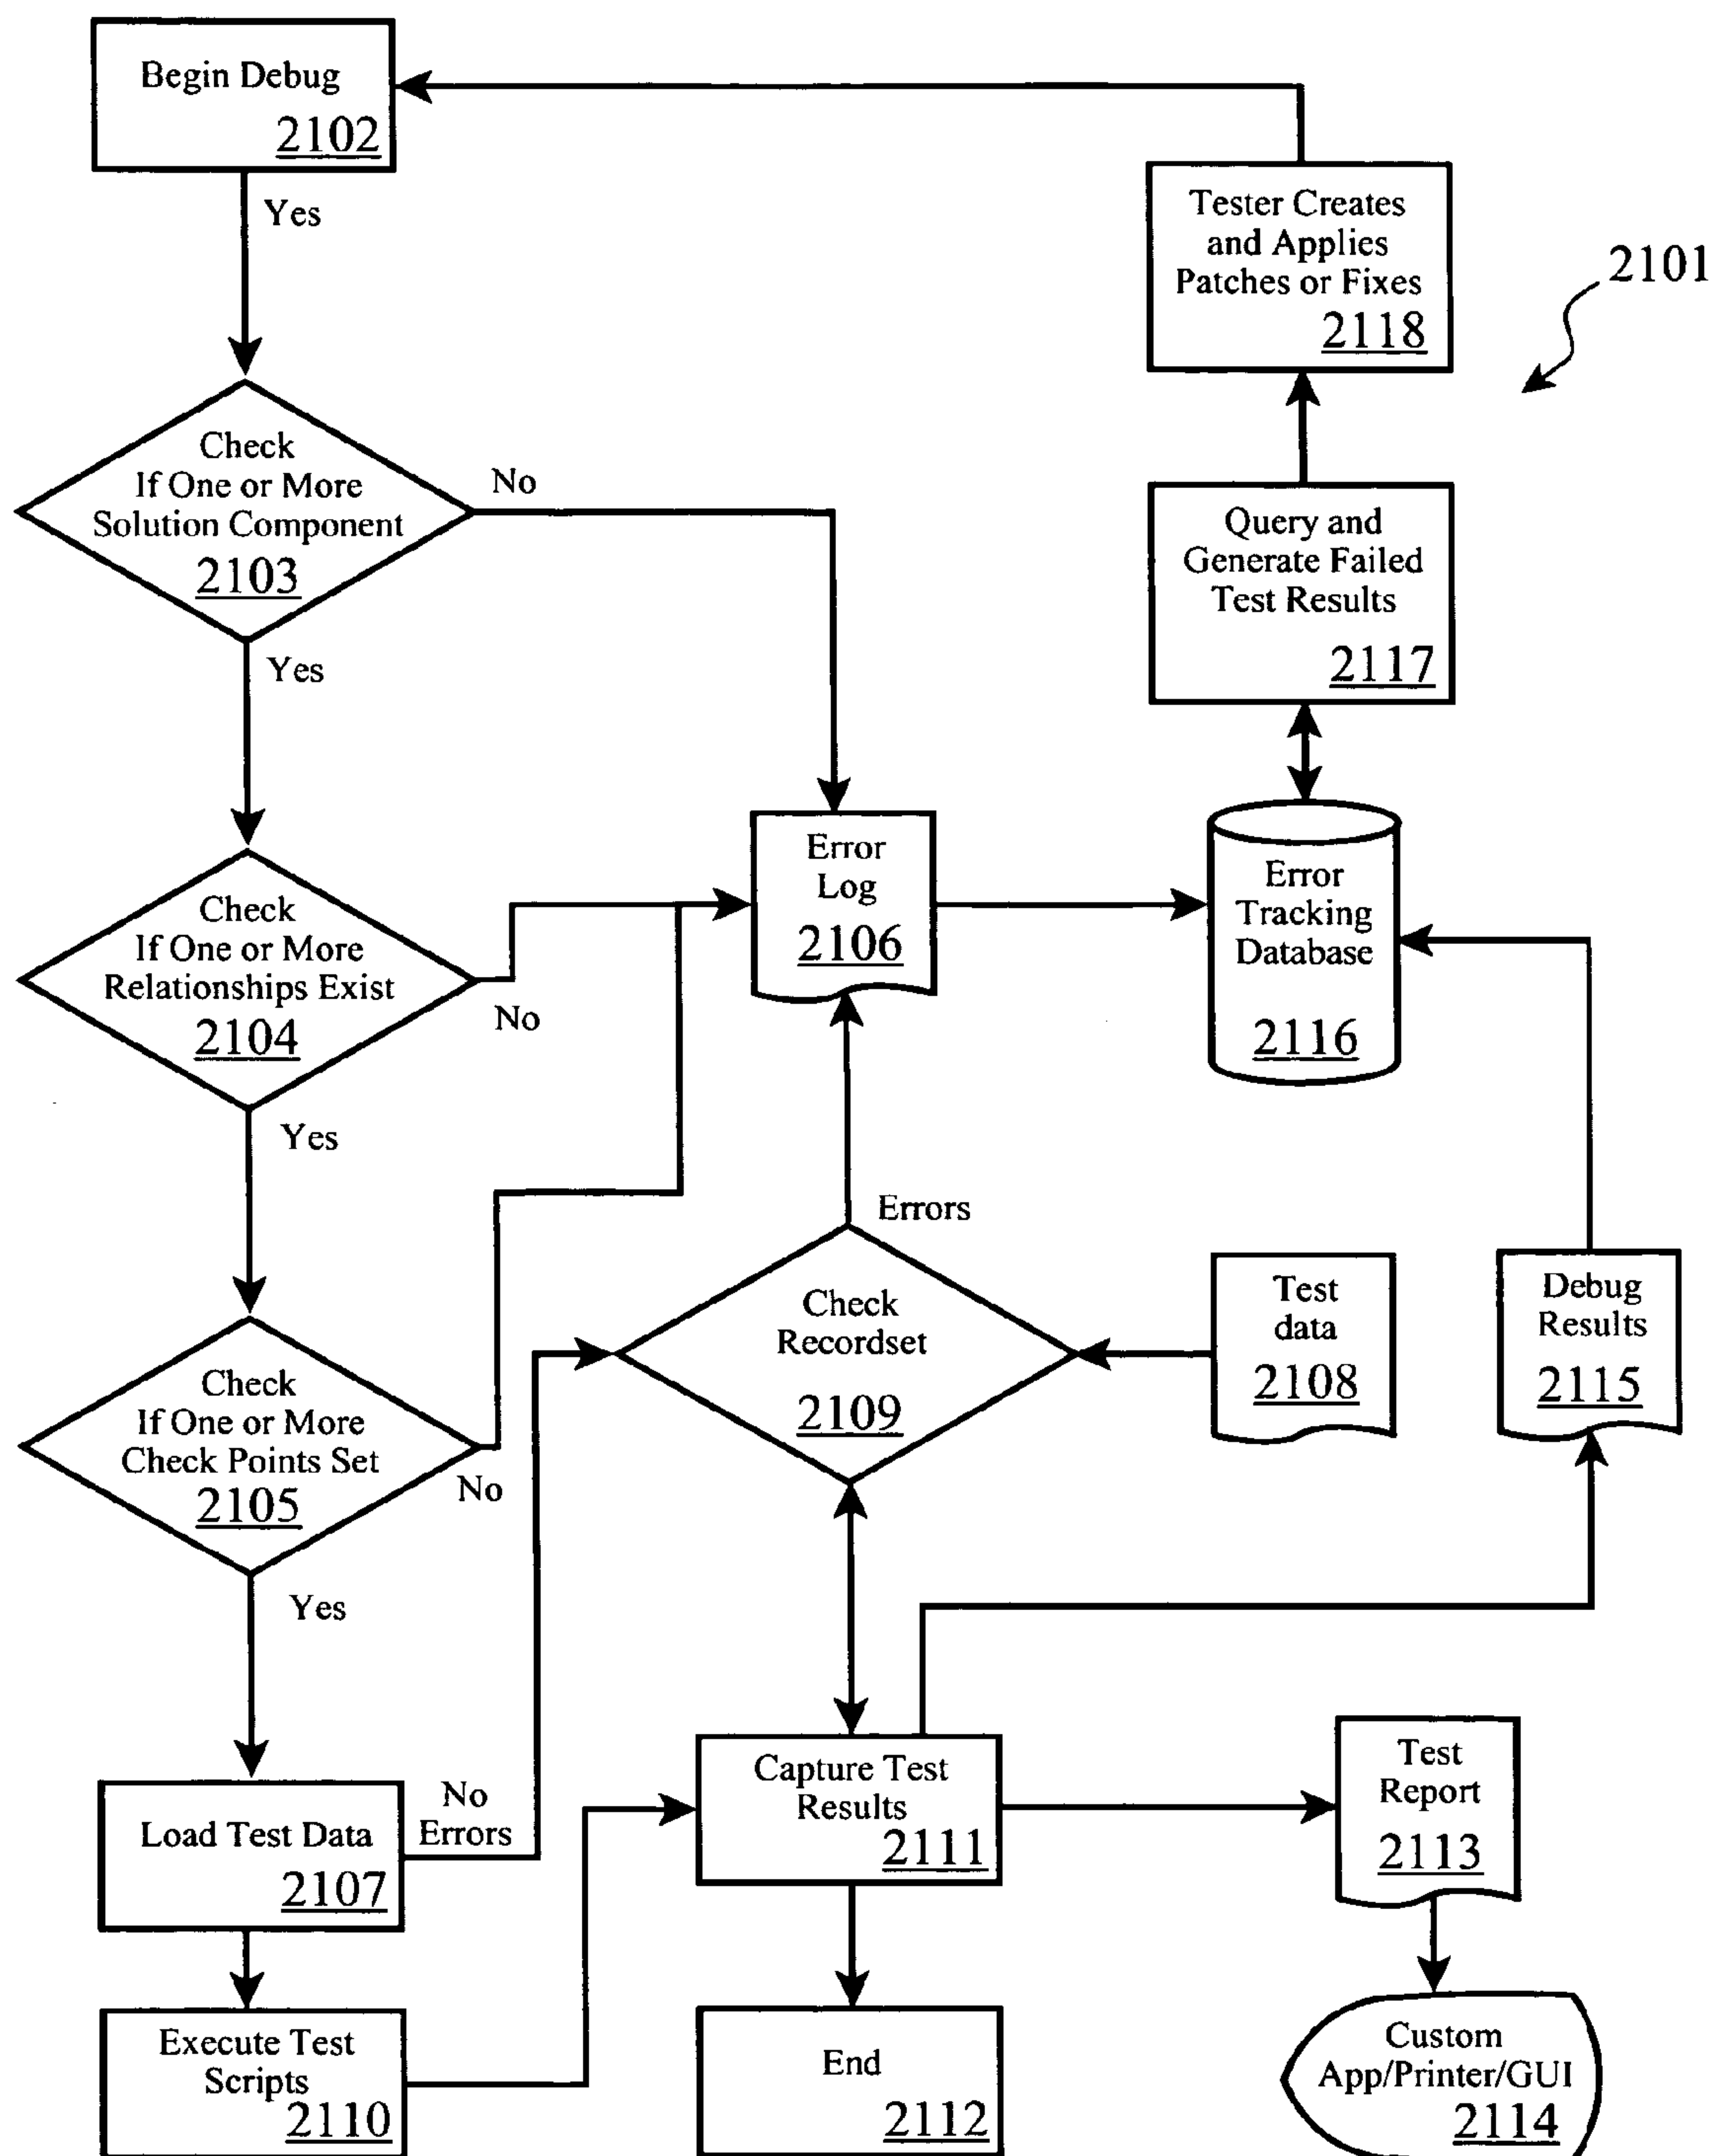 Begin Debug
2102
Yes
Tester Creates
and Applies
Patches or Fixes
2118
2101
Check
If One or More
Solution Component
2103
No
Yes
Query and
Generate Failed
Test Results
2117
Check
If One or More
Relationships Exist
2104
No
Yes
Error
Log
2106
Error
Tracking
Database
2116
Errors
Check
If One or More
Check Points Set
2105
No
Yes
Check
Recordset
2109
Test
data
2108
Debug
Results
2115
Load Test Data
2107
No
Errors
Capture Test
Results
2111
Test
Report
2113
Execute Test
Scripts
2110
End
2112
Custom
App/Printer/GUI
2114